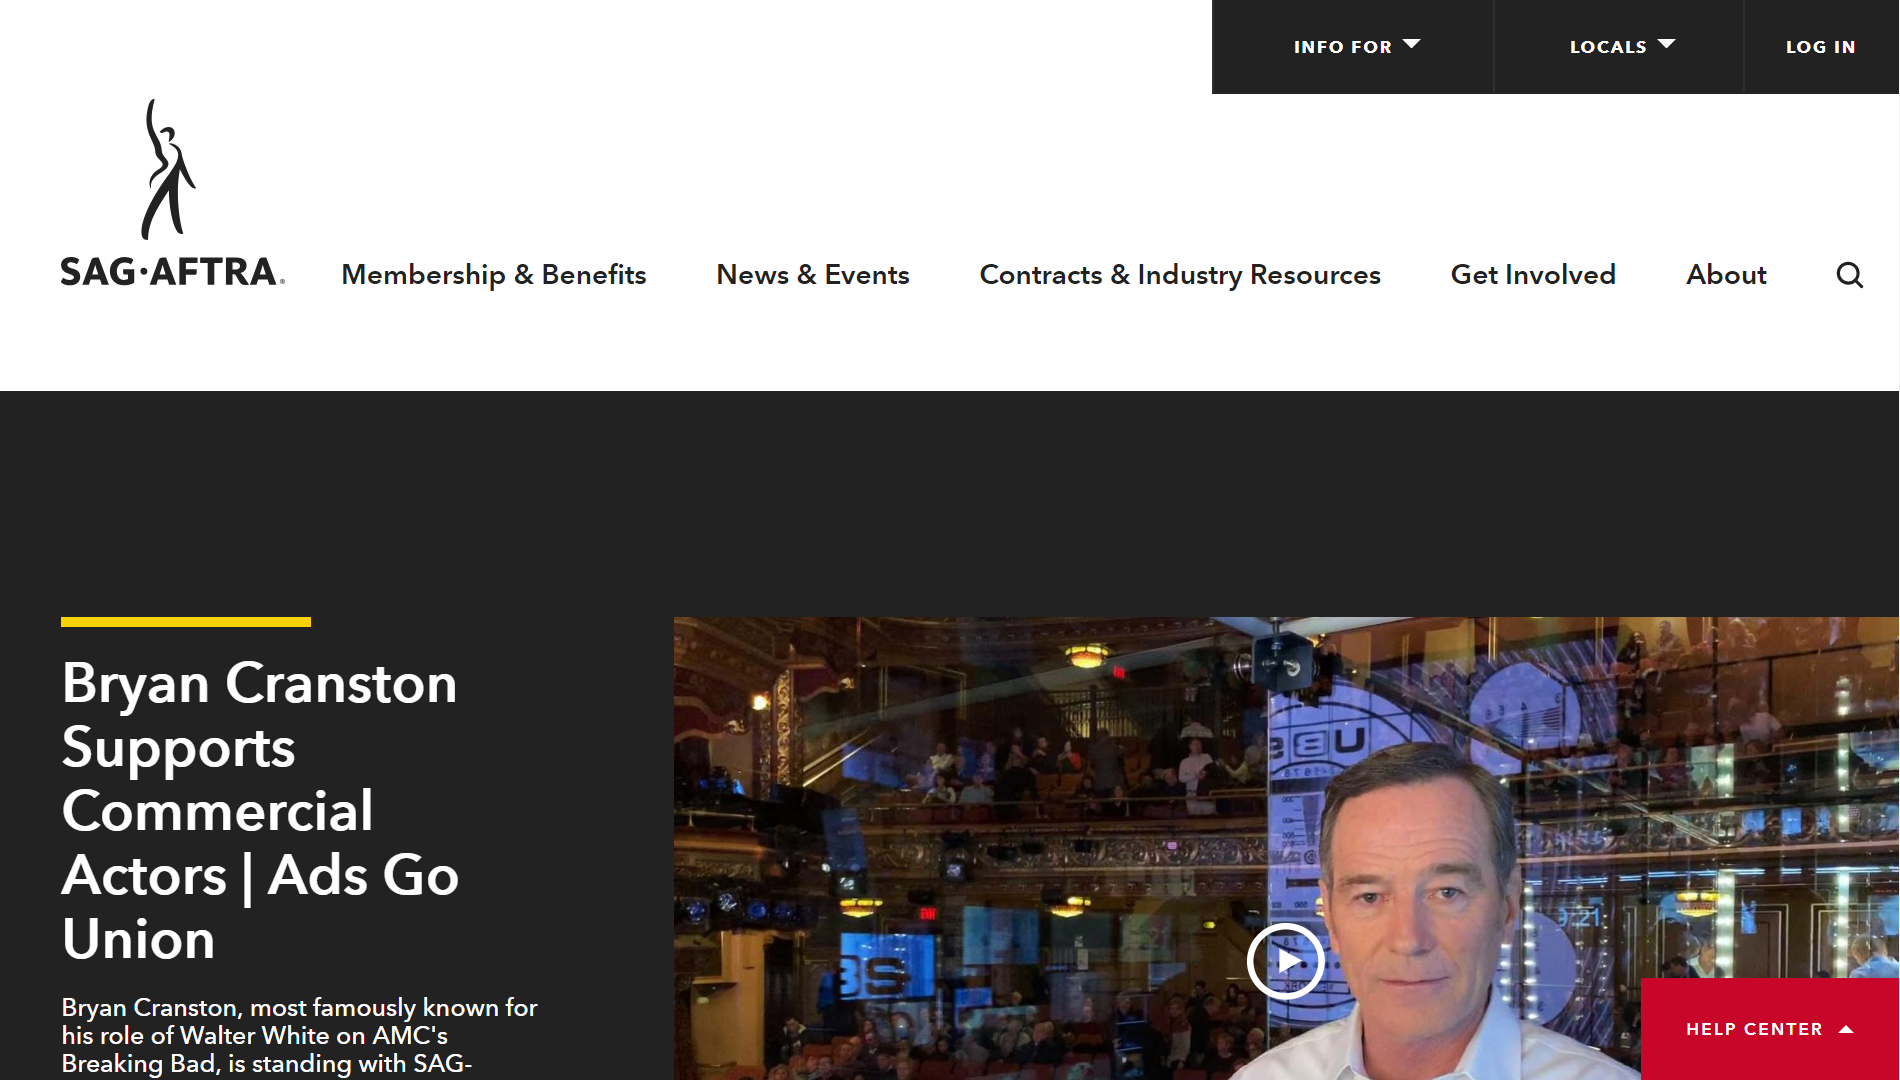 INFO FOR
LOCALS
LOG IN
SAG·AFTRA®
Membership & Benefits
News & Events
Contracts & Industry Resources
Get Involved
About
Bryan Cranston
Supports
Commercial
Actors | Ads Go
Union
Bryan Cranston, most famously known for
his role of Walter White on AMC's
Breaking Bad, is standing with SAG-
HELP CENTER